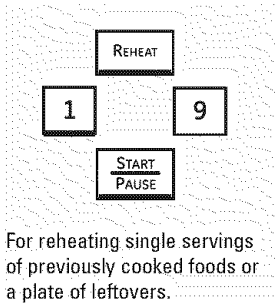 REHEAT
1 9
START
PAUSE
For reheating single servings
of previously cooked foods or
a plate of leftovers.